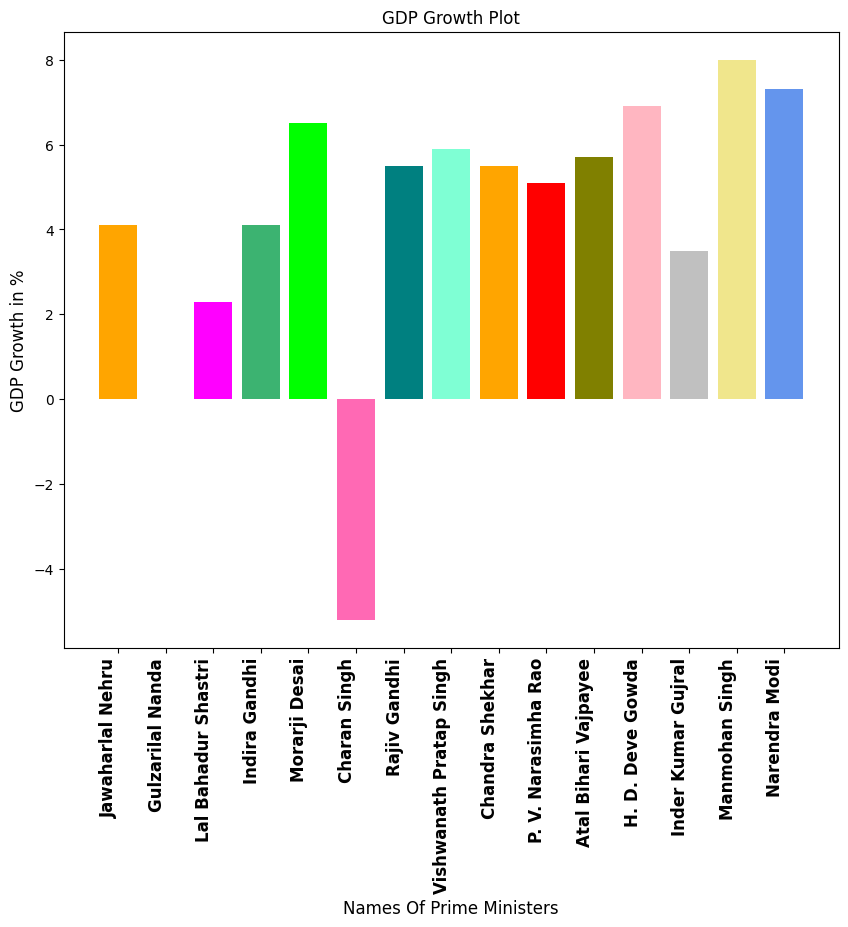 GDP Growth Plot
GDP Growth in %
8
6
4
2
0
−2
−4
Jawaharlal Nehru
Gulzarilal Nanda
Lal Bahadur Shastri
Indira Gandhi
Morarji Desai
Charan Singh
Rajiv Gandhi
Vishwanath Pratap Singh
Chandra Shekhar
P. V. Narasimha Rao
Atal Bihari Vajpayee
H. D. Deve Gowda
Inder Kumar Gujral
Manmohan Singh
Narendra Modi
Names Of Prime Ministers